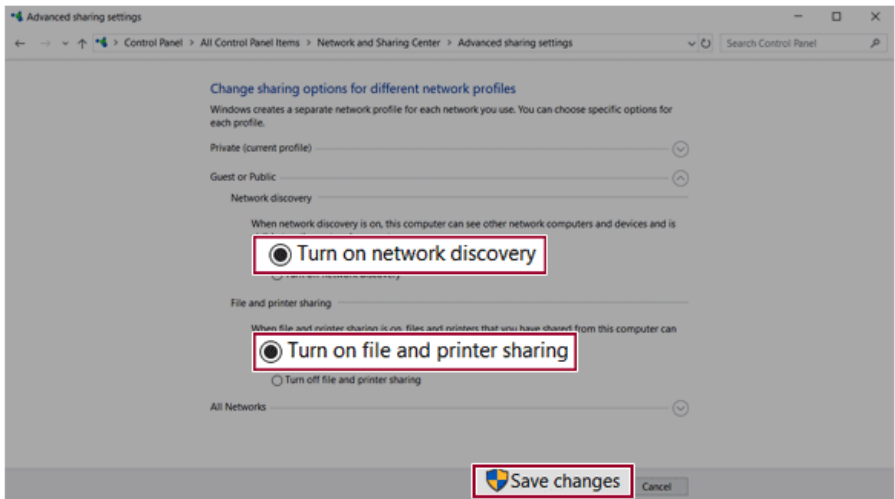 Advanced sharing settings
Control Panel > All Control Panel Items > Network and Sharing Center > Advanced sharing settings
Search Control Panel
Change sharing options for different network profiles
Windows creates a separate network profile for each network you use. You can choose specific options for
each profile.
Private (current profile)
Guest or Public
Network discovery
When network discovery is on, this computer can see other network computers and devices and is
Turn on network discovery
File and printer sharing
When file and printer sharing is on, files and printers that you have shared from this computer can
Turn on file and printer sharing
Turn off file and printer sharing
All Networks
Save changes
Cancel